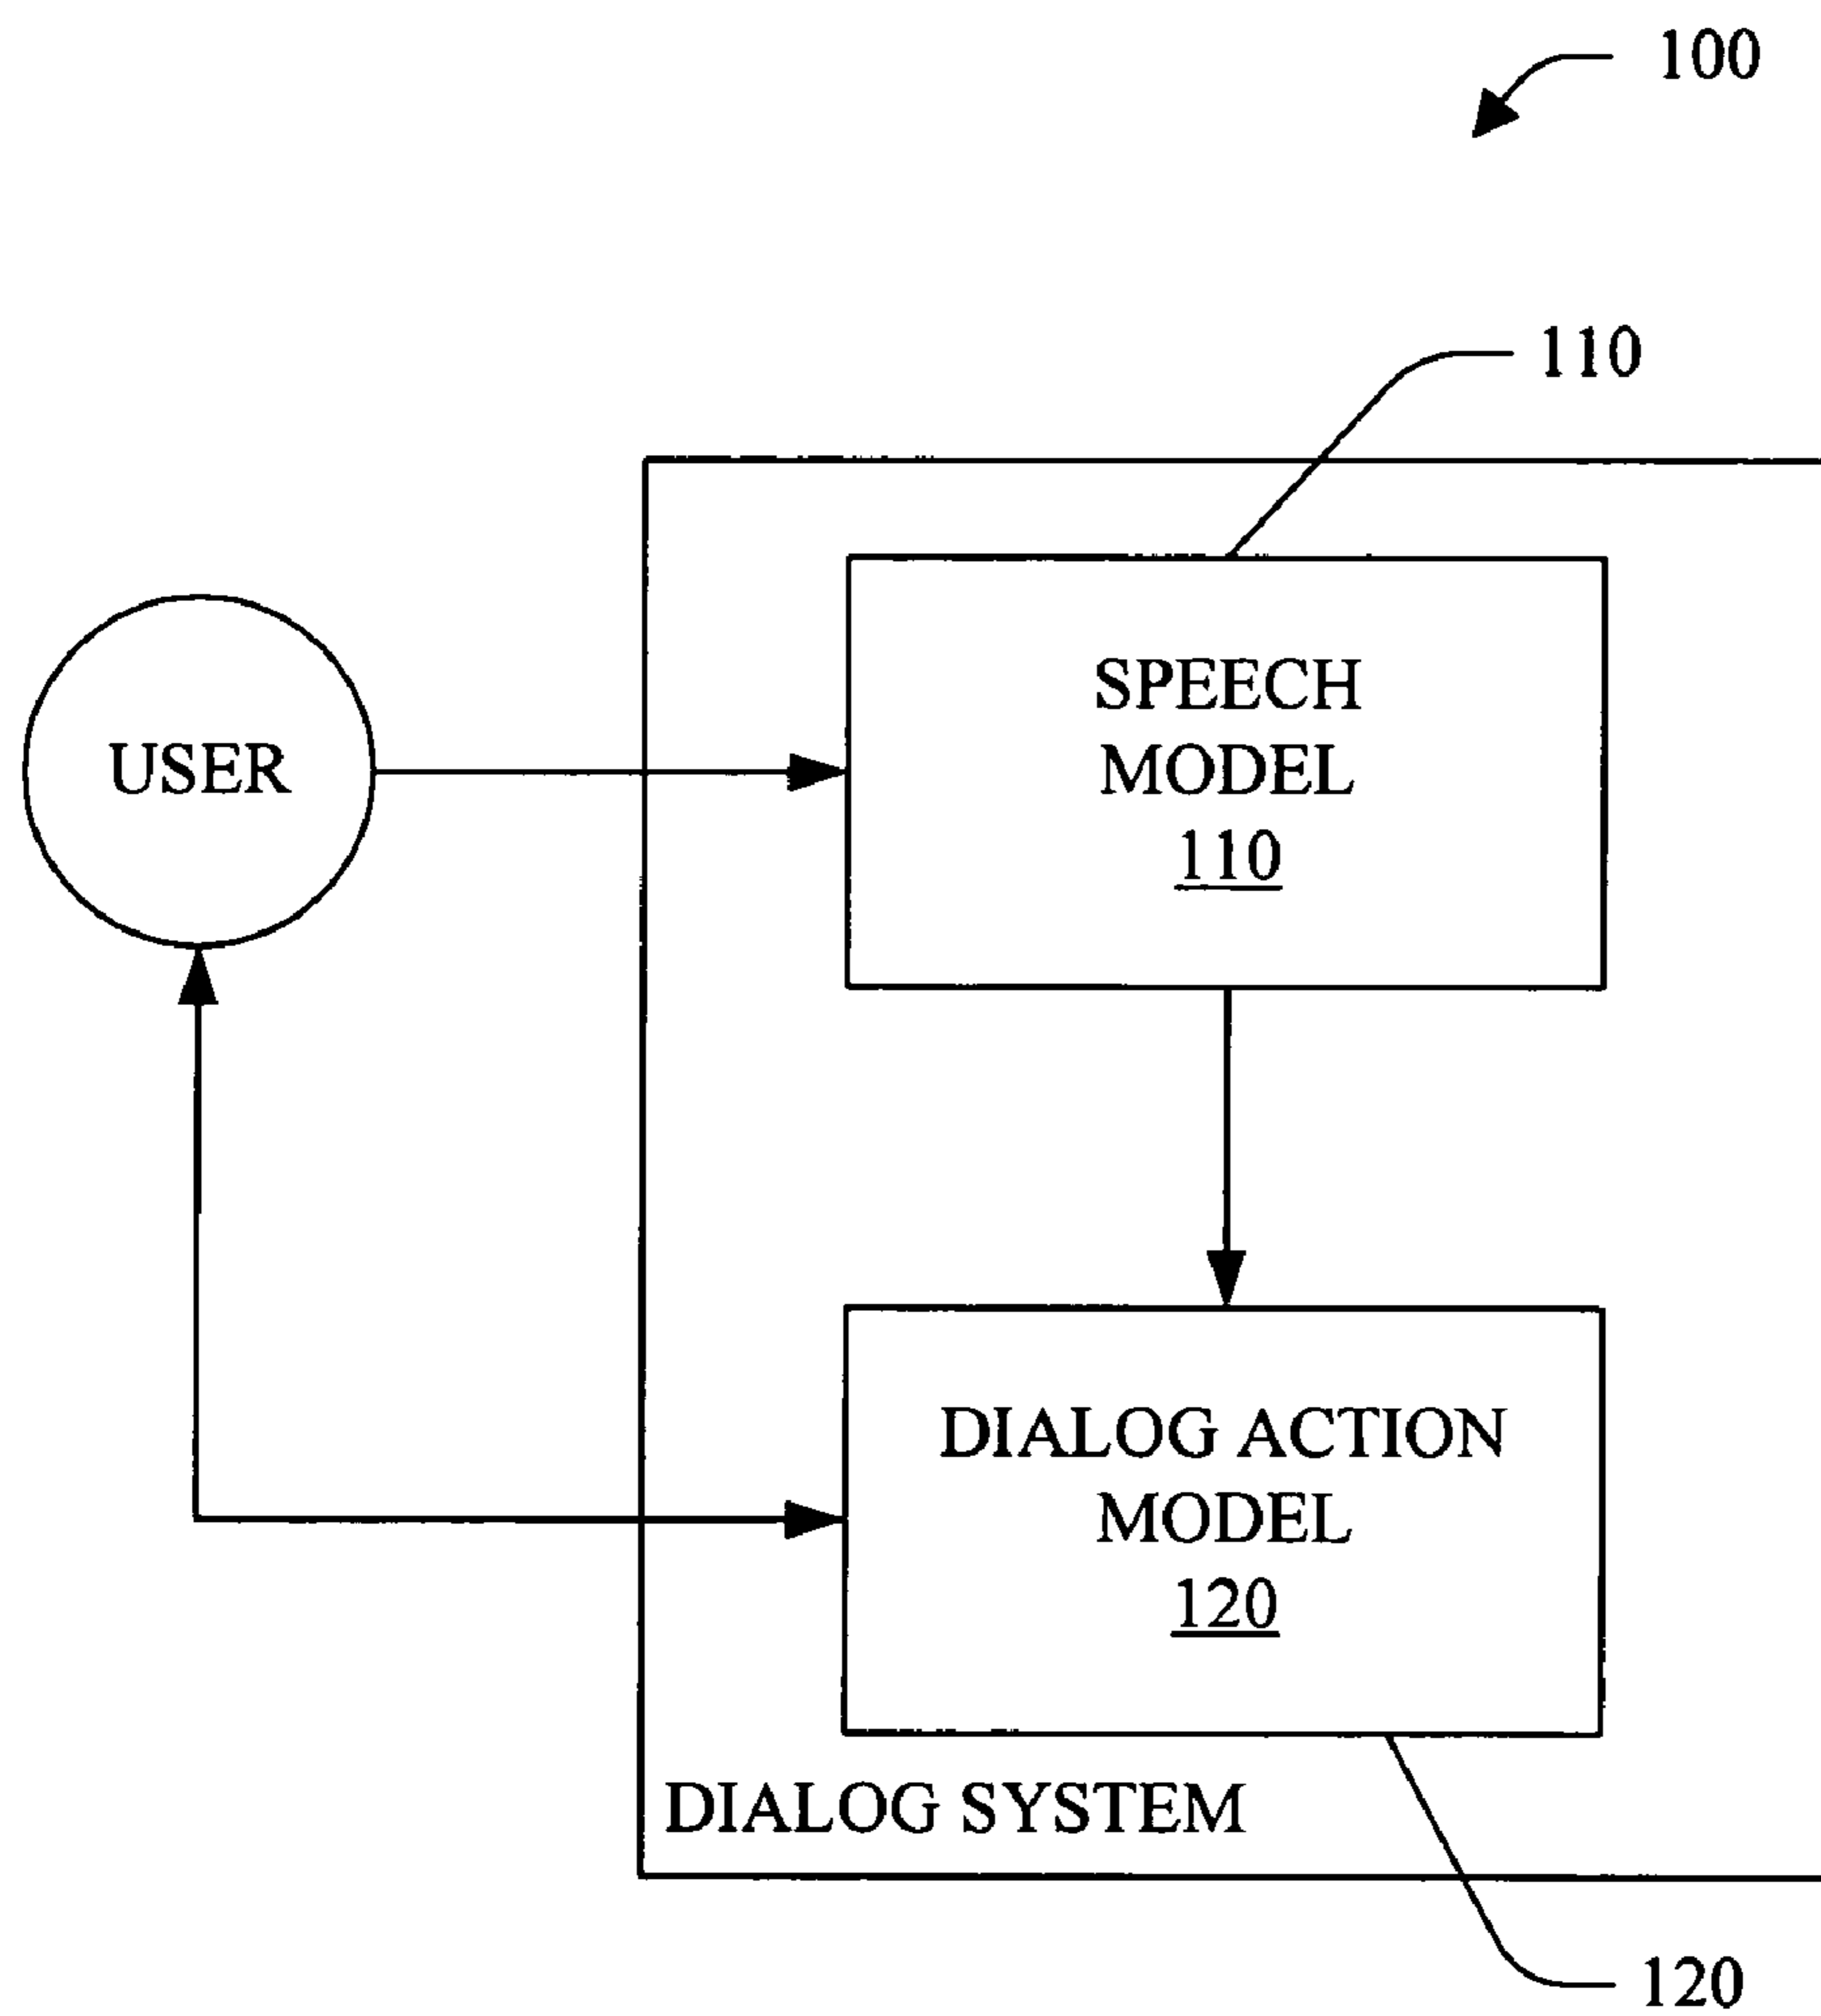 100
110
SPEECH
MODEL
110
USER
DIALOG ACTION
MODEL
120
DIALOG SYSTEM
120